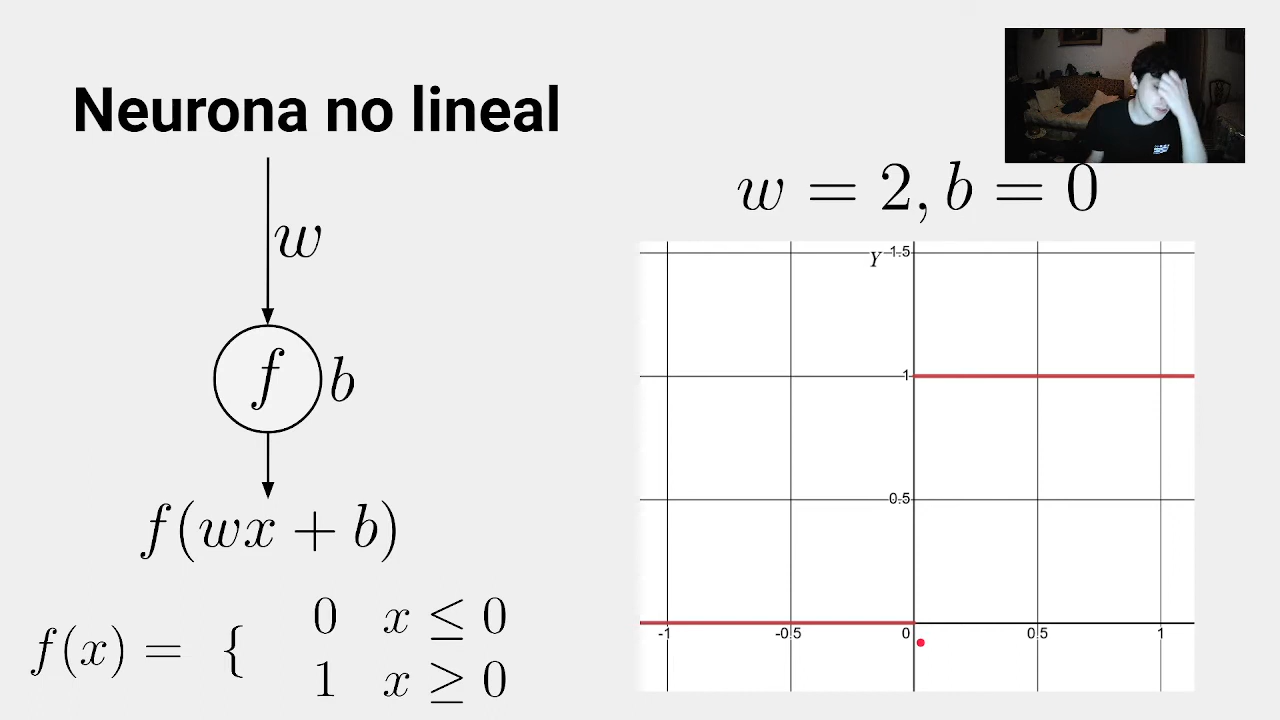 Neurona no lineal
w
f b
f(wx + b)
f(x) = { 0 x ≤ 0
1 x ≥ 0
w = 2, b = 0
Y 1.5
1
0.5
-1 -0.5 0 0.5 1